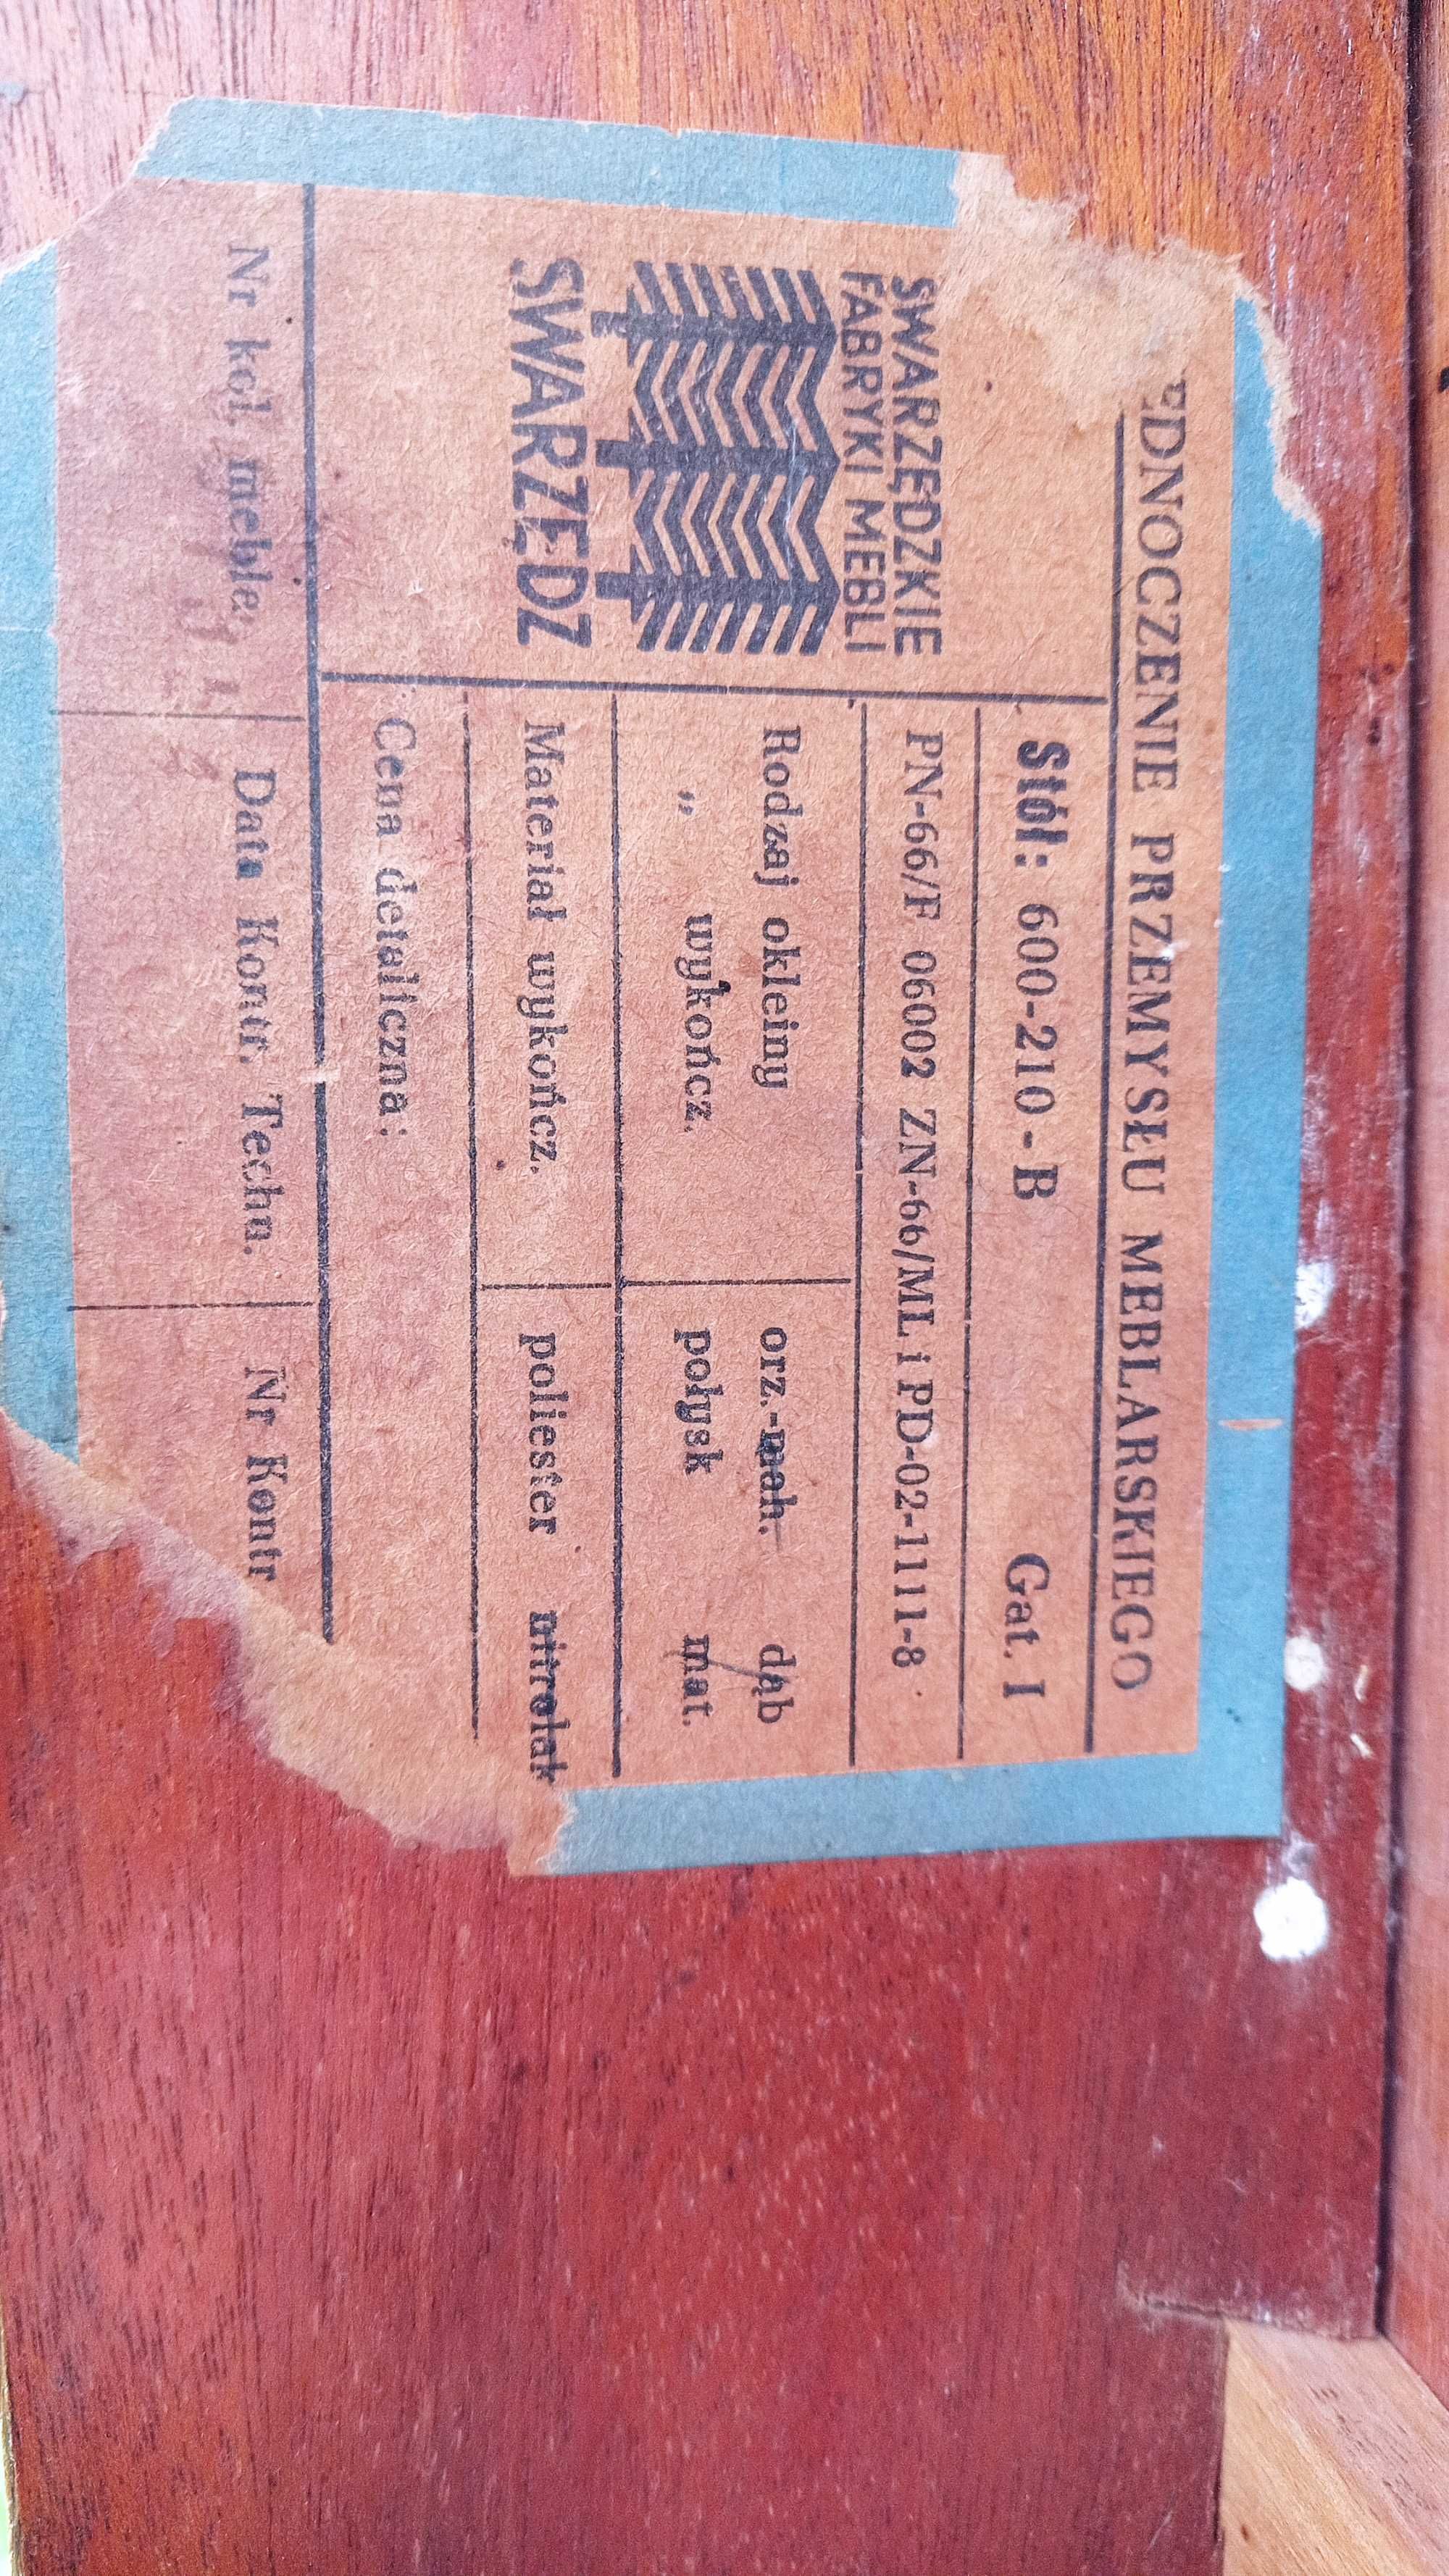 EDNOCZENIE PRZEMYSŁU MEBLARSKIEGO
SWARZĘDZKIE
FABRYKI MEBLI
SWARZĘDZ
Stół: 600-210-B Gat. I
PN-66/F 06002 ZN-66/ML i PD-02-1111-8
Rodzaj okleiny orz.-mah. dąb
„ wykończ. połysk mat.
Materiał wykończ. poliester nitrolak
Cena detaliczna:
Nr kol. mebla Data Kontr. Techn. Nr Kontr